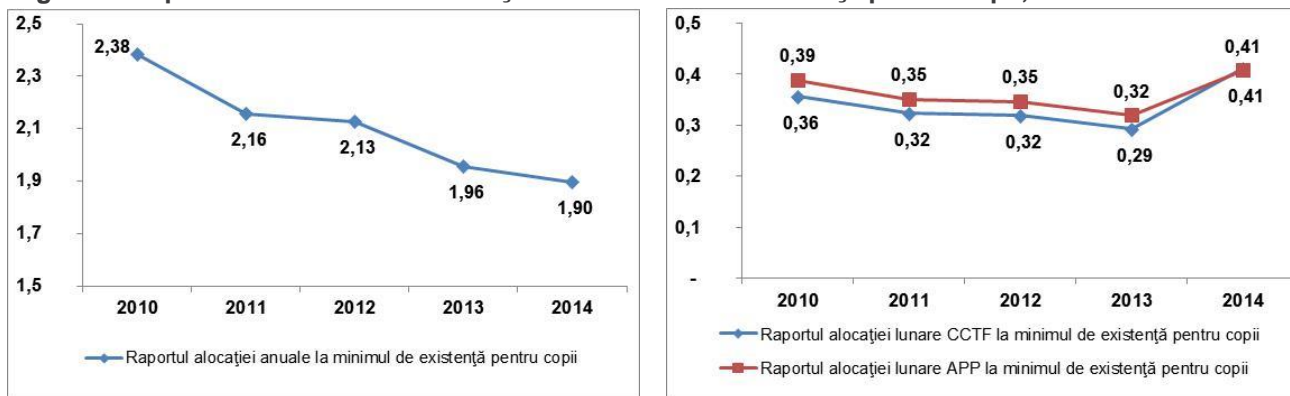 2,5
2,3
2,1
1,9
1,7
1,5
2,38
2,16
2,13
1,96
1,90
2010 2011 2012 2013 2014
Raportul alocaţiei anuale la minimul de existenţă pentru copii
0,5
0,4
0,3
0,2
0,1
-
0,39 0,35 0,35 0,32 0,41
0,36 0,32 0,32 0,29 0,41
2010 2011 2012 2013 2014
Raportul alocaţiei lunare CCTF la minimul de existenţă pentru copii
Raportul alocaţiei lunare APP la minimul de existenţă pentru copii